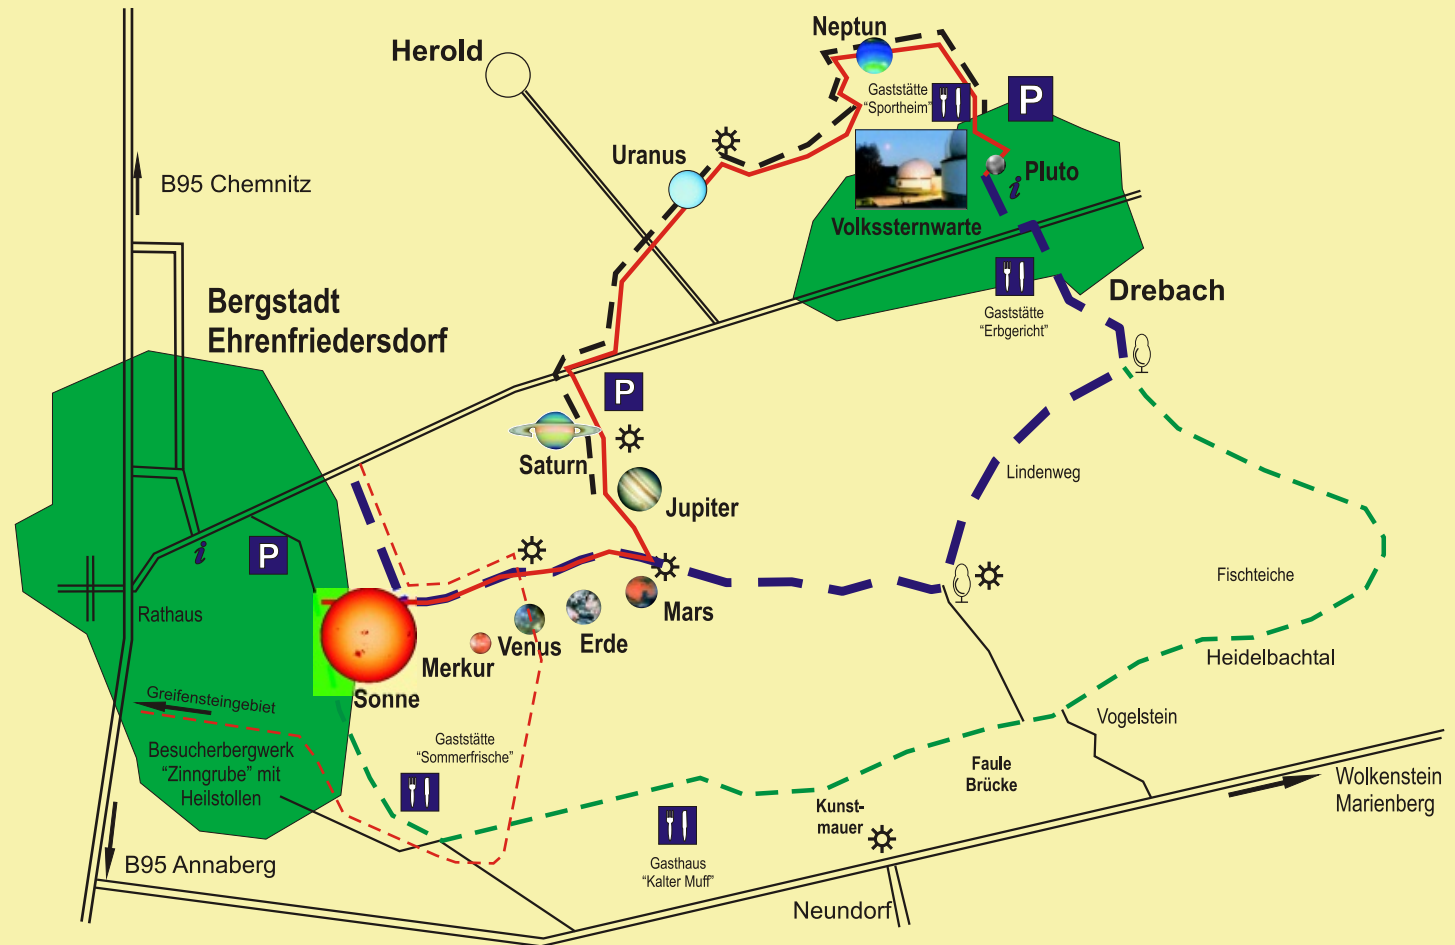 Neptun
Herold
Gaststätte
"Sportheim"
P
Uranus
B95 Chemnitz
i
Pluto
Volkssternwarte
Bergstadt
Ehrenfriedersdorf
Drebach
Gaststätte
"Erbgericht"
P
Saturn
Lindenweg
Jupiter
i
P
Fischteiche
Rathaus
Mars
Erde
Venus
Merkur
Heidelbachtal
Sonne
Greifensteingebiet
Vogelstein
Besucherbergwerk
"Zinngrube" mit
Heilstollen
Gaststätte
"Sommerfrische"
Faule
Brücke
Wolkenstein
Marienberg
Kunst-
mauer
B95 Annaberg
Gasthaus
"Kalter Muff"
Neundorf